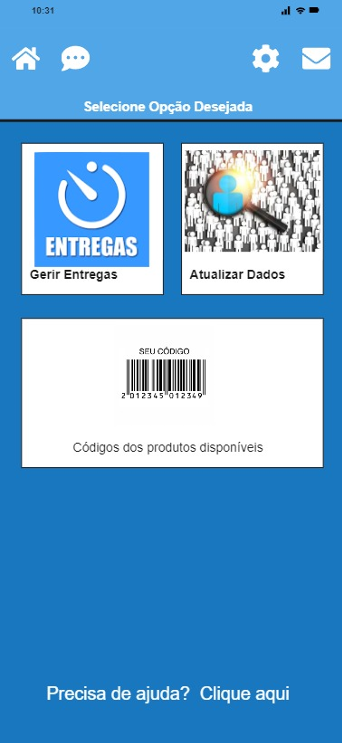 10:31
Selecione Opção Desejada
ENTREGAS
Gerir Entregas
Atualizar Dados
SEU CÓDIGO
2 012345 012349
Códigos dos produtos disponíveis
Precisa de ajuda? Clique aqui